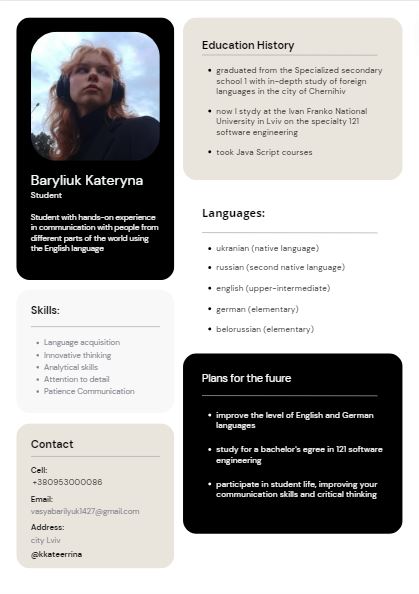 Baryliuk Kateryna
Student
Student with hands-on experience
in communication with people from
different parts of the world using
the English language
Skills:
Language acquisition
Innovative thinking
Analytical skills
Attention to detail
Patience Communication
Contact
Cell:
+380953000086
Email:
vasyabarilyuk1427@gmail.com
Address:
city Lviv
@kkateerrina
Education History
graduated from the Specialized secondary
school 1 with in-depth study of foreign
languages in the city of Chernihiv
now I stydy at the Ivan Franko National
University in Lviv on the specialty 121
software engineering
took Java Script courses
Languages:
ukranian (native language)
russian (second native language)
english (upper-intermediate)
german (elementary)
belorussian (elementary)
Plans for the fuure
improve the level of English and German
languages
study for a bachelor's egree in 121 software
engineering
participate in student life, improving your
communication skills and critical thinking